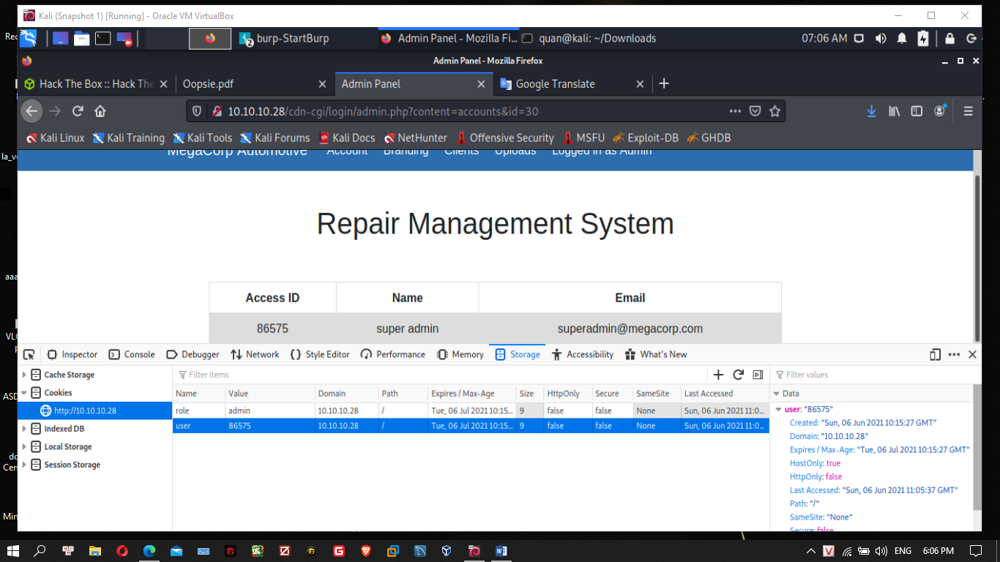 Kali (Snapshot 1) [Running] - Oracle VM VirtualBox
burp-StartBurp Admin Panel - Mozilla Fi... quan@kali: ~/Downloads 07:06 AM
Admin Panel - Mozilla Firefox
Hack The Box :: Hack The Oopsie.pdf Admin Panel Google Translate
10.10.10.28/cdn-cgi/login/admin.php?content=accounts&id=30
Kali Linux Kali Training Kali Tools Kali Forums Kali Docs NetHunter Offensive Security MSFU Exploit-DB GHDB
MegaCorp Automotive Account Branding Clients Uploads Logged in as Admin
Repair Management System
Access ID Name Email
86575 super admin superadmin@megacorp.com
Inspector Console Debugger Network Style Editor Performance Memory Storage Accessibility What's New
Cache Storage
Cookies
http://10.10.10.28
Indexed DB
Local Storage
Session Storage
Filter Items
Name Value Domain Path Expires / Max-Age Size HttpOnly Secure SameSite Last Accessed
role admin 10.10.10.28 / Tue, 06 Jul 2021 10:15... 9 false false None Sun, 06 Jun 2021 11:0...
user 86575 10.10.10.28 / Tue, 06 Jul 2021 10:15... 9 false false None Sun, 06 Jun 2021 11:0...
Filter values
Data
user: "86575"
Created: "Sun, 06 Jun 2021 10:15:27 GMT"
Domain: "10.10.10.28"
Expires / Max-Age: "Tue, 06 Jul 2021 10:15:27 GMT"
HostOnly: true
HttpOnly: false
Last Accessed: "Sun, 06 Jun 2021 11:05:37 GMT"
Path: "/"
SameSite: "None"
Secure: false
ENG 6:06 PM